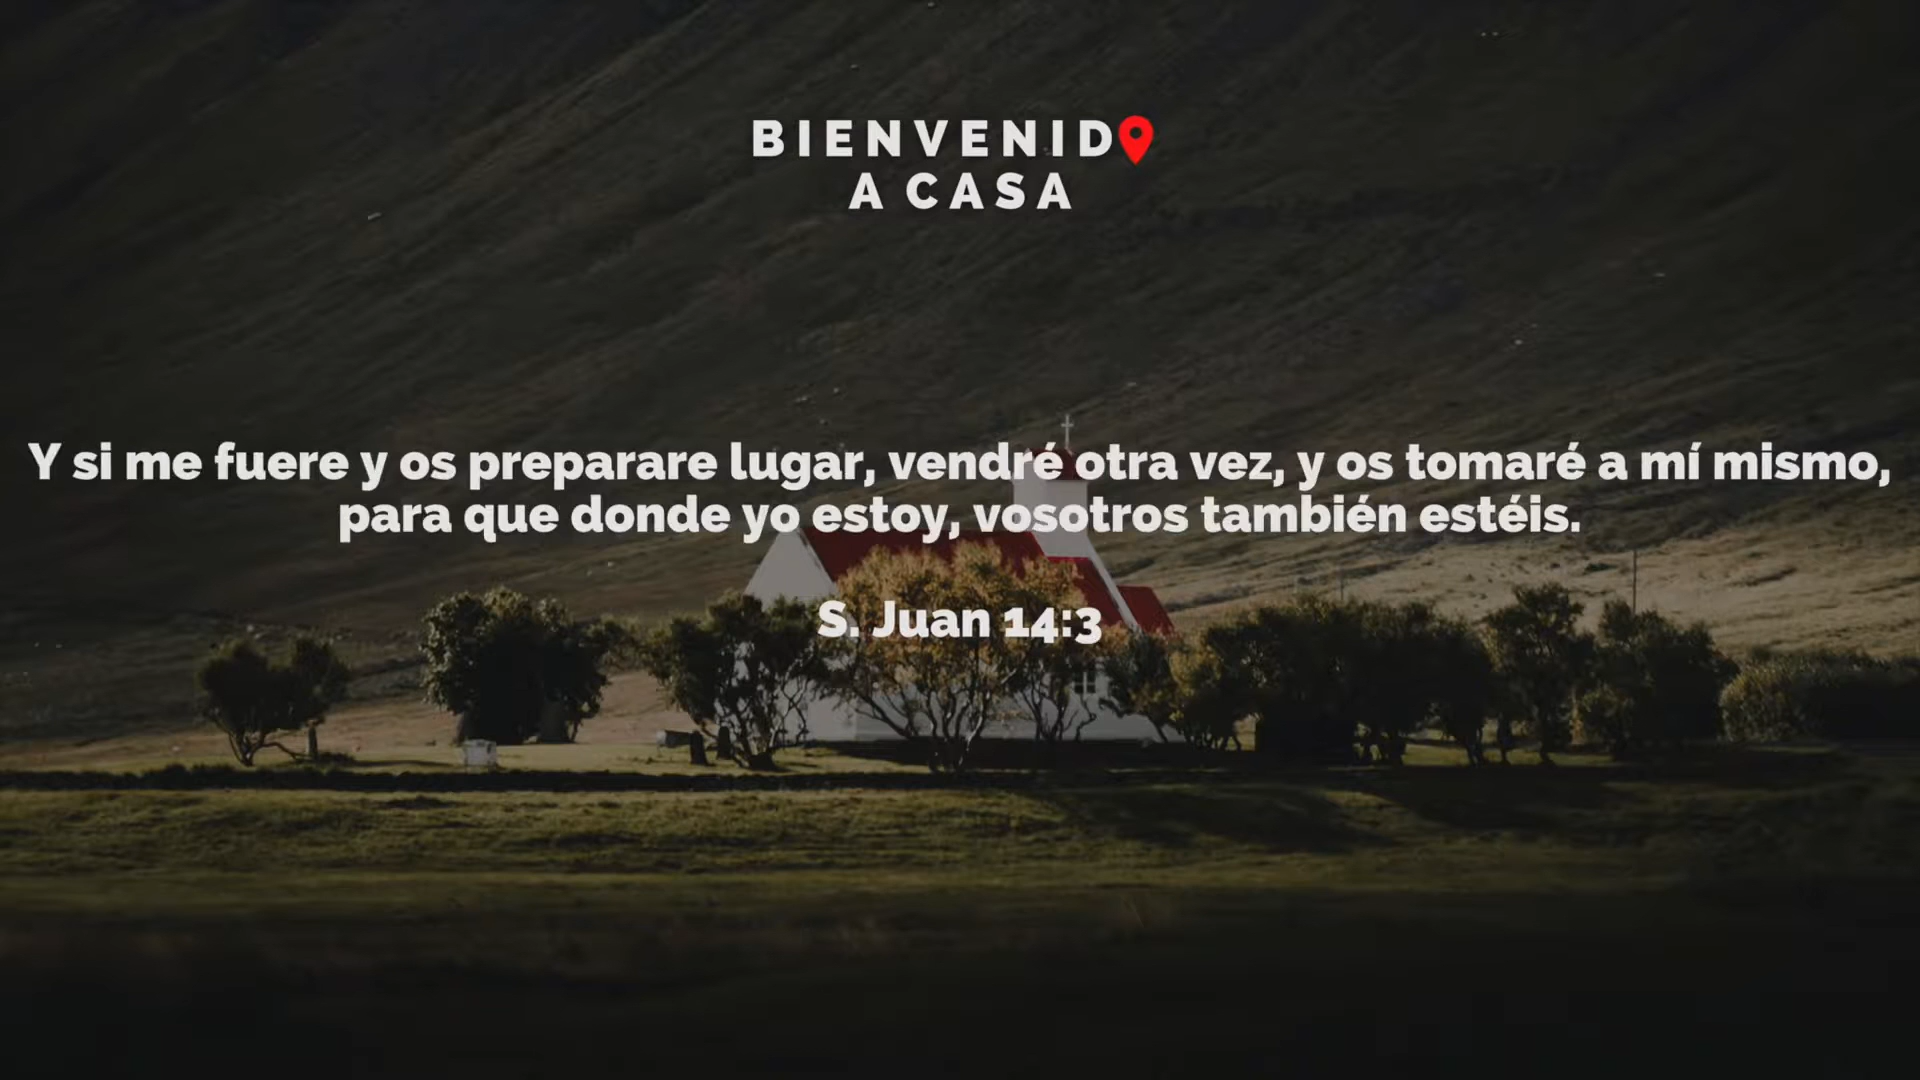 BIENVENID
A CASA
Y si me fuere y os preparare lugar, vendré otra vez, y os tomaré a mí mismo,
para que donde yo estoy, vosotros también estéis.
S. Juan 14:3